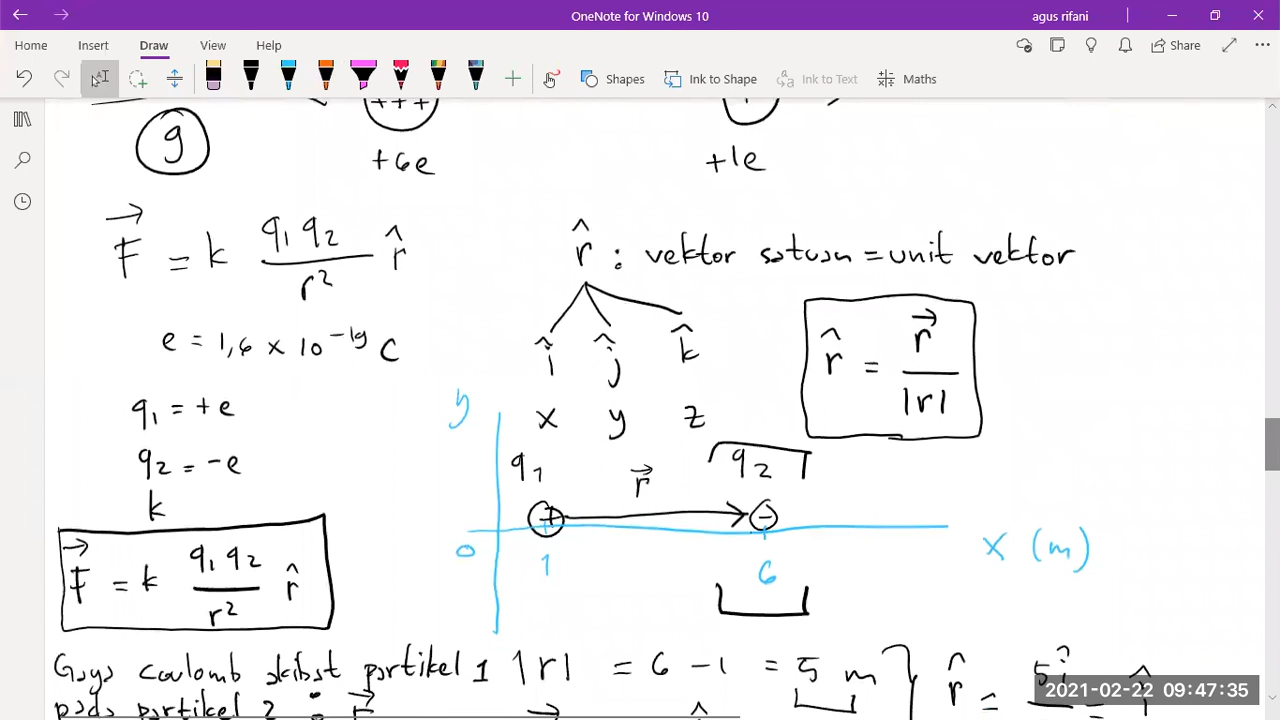 OneNote for Windows 10
agus rifani
Home Insert Draw View Help
Share
Shapes
Ink to Shape
Ink to Text
Maths
g
+++
+6e
+1e
F⃗ = k q₁ q₂ / r² r̂
r̂ : vektor satuan = unit vektor
e = 1,6 × 10⁻¹⁹ C
î ĵ k̂
x y z
r̂ = r⃗ / |r|
q₁ = +e
q₂ = -e
k
F⃗ = k q₁ q₂ / r² r̂
y
q₁ r⃗ q₂
+ -
0 1 6 x (m)
Gaya Coulomb akibat partikel 1
pada partikel 2 : F⃗
|r| = 6 - 1 = 5 m
r̂ = 5î = î
2021-02-22 09:47:35